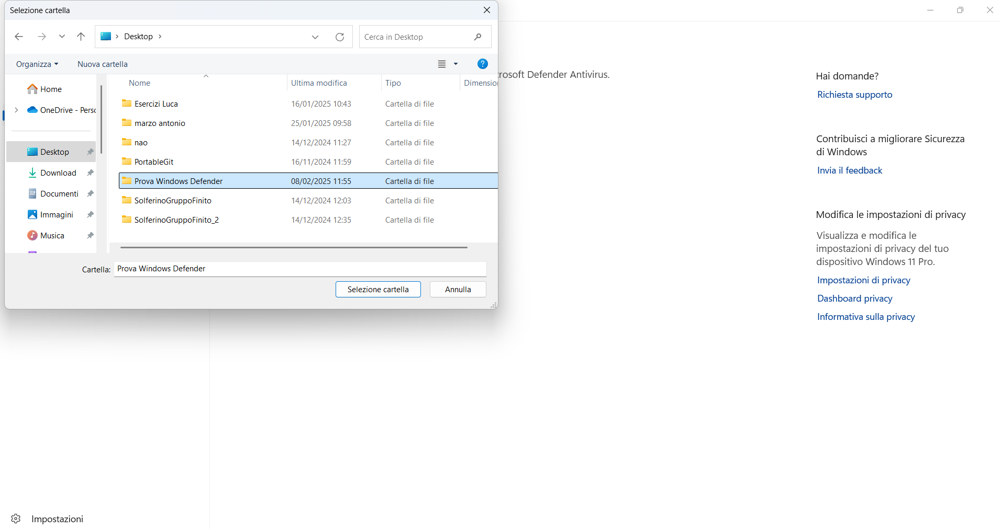 Selezione cartella
Desktop
Cerca in Desktop
Organizza
Nuova cartella
?
Home
OneDrive - Perso
Desktop
Download
Documenti
Immagini
Musica
Nome Ultima modifica Tipo Dimensio
Esercizi Luca 16/01/2025 10:43 Cartella di file
marzo antonio 25/01/2025 09:58 Cartella di file
nao 14/12/2024 11:27 Cartella di file
PortableGit 16/11/2024 11:59 Cartella di file
Prova Windows Defender 08/02/2025 11:55 Cartella di file
SolferinoGruppoFinito 14/12/2024 12:03 Cartella di file
SolferinoGruppoFinito_2 14/12/2024 12:35 Cartella di file
Cartella: Prova Windows Defender
Selezione cartella
Annulla
rosoft Defender Antivirus.
Hai domande?
Richiesta supporto
Contribuisci a migliorare Sicurezza
di Windows
Invia il feedback
Modifica le impostazioni di privacy
Visualizza e modifica le
impostazioni di privacy del tuo
dispositivo Windows 11 Pro.
Impostazioni di privacy
Dashboard privacy
Informativa sulla privacy
Impostazioni